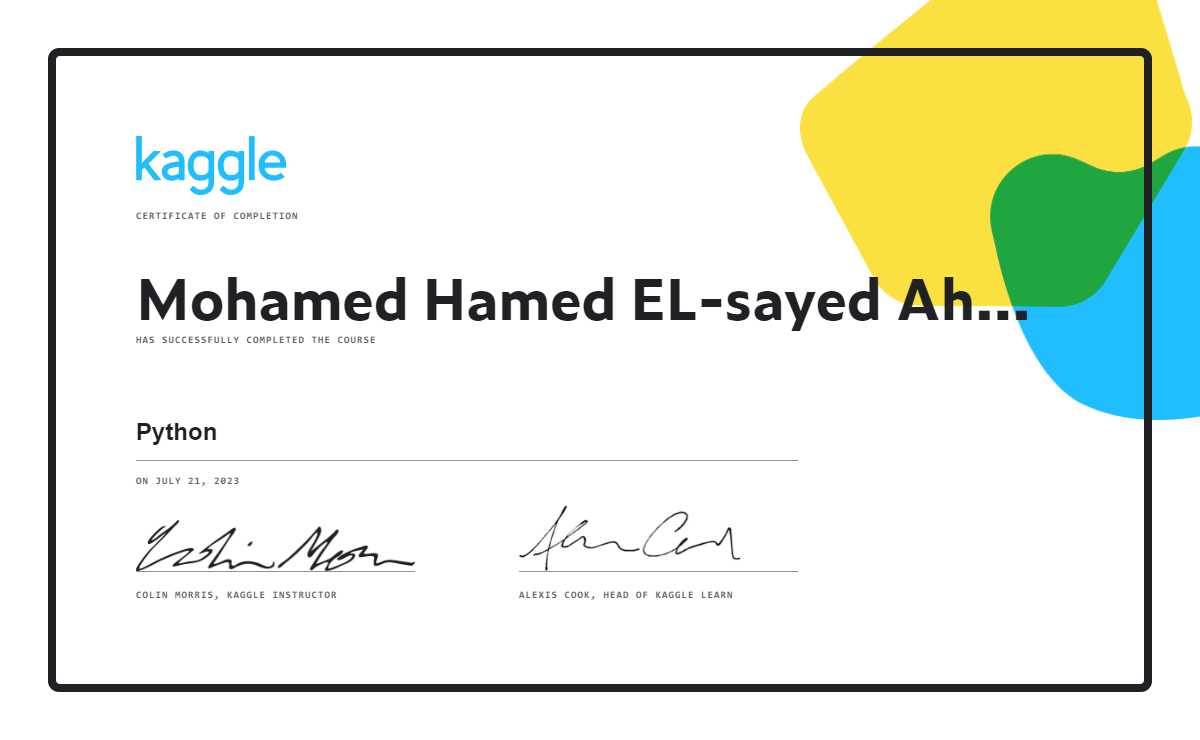 kaggle
CERTIFICATE OF COMPLETION
Mohamed Hamed EL-sayed Ah...
HAS SUCCESSFULLY COMPLETED THE COURSE
Python
ON JULY 21, 2023
COLIN MORRIS, KAGGLE INSTRUCTOR
ALEXIS COOK, HEAD OF KAGGLE LEARN